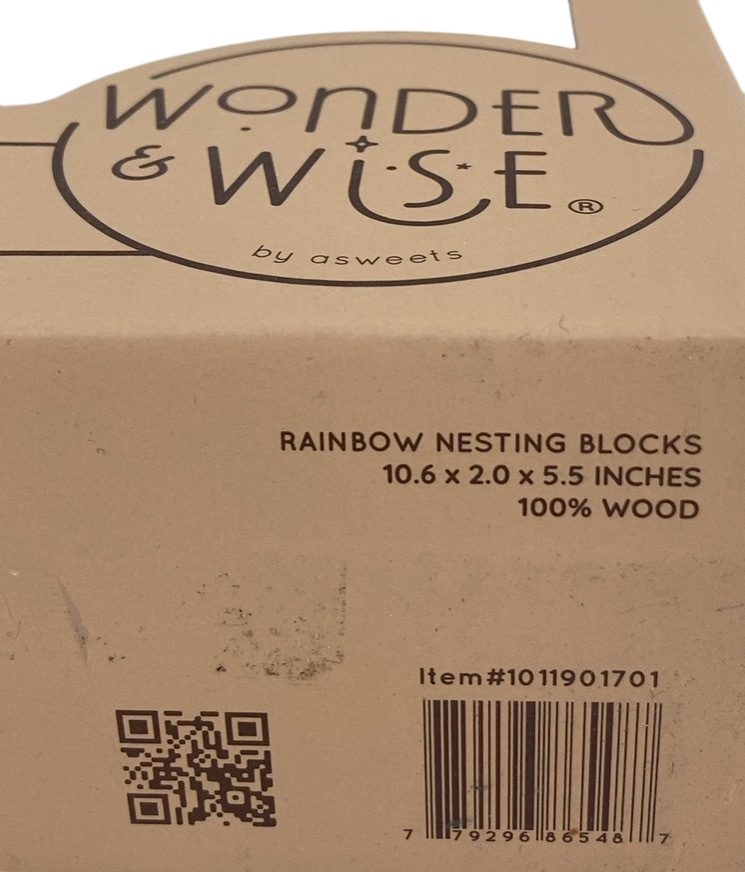 WONDER
& WISE®
by asweets
RAINBOW NESTING BLOCKS
10.6 x 2.0 x 5.5 INCHES
100% WOOD
Item#1011901701
7 79296 86548 7